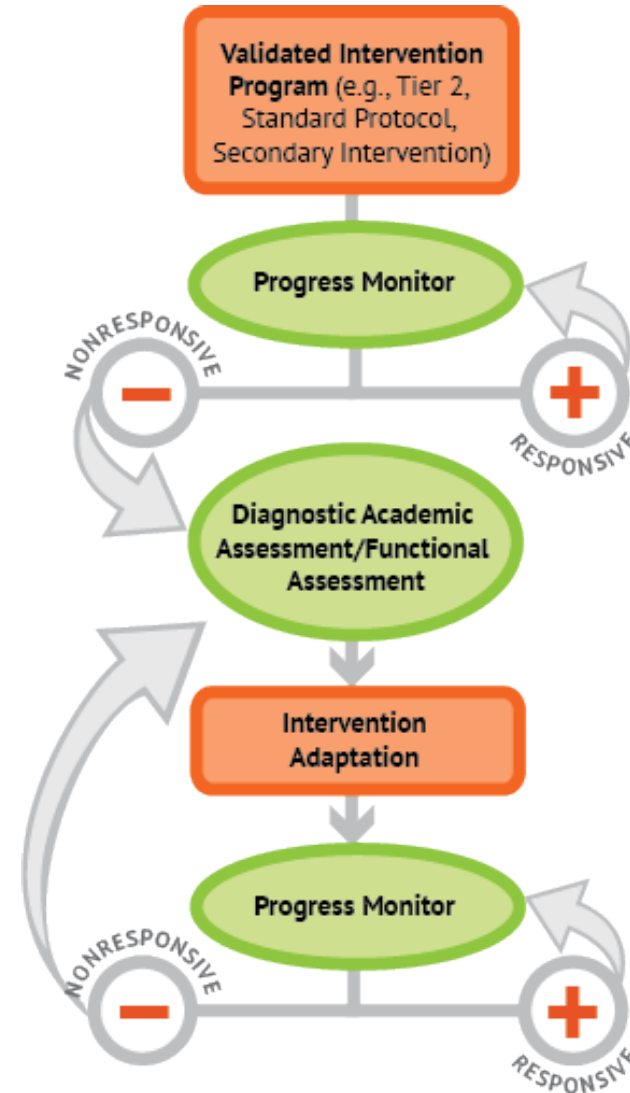 Validated Intervention
Program (e.g., Tier 2,
Standard Protocol,
Secondary Intervention)
Progress Monitor
NONRESPONSIVE
RESPONSIVE
Diagnostic Academic
Assessment/Functional
Assessment
Intervention
Adaptation
Progress Monitor
NONRESPONSIVE
RESPONSIVE